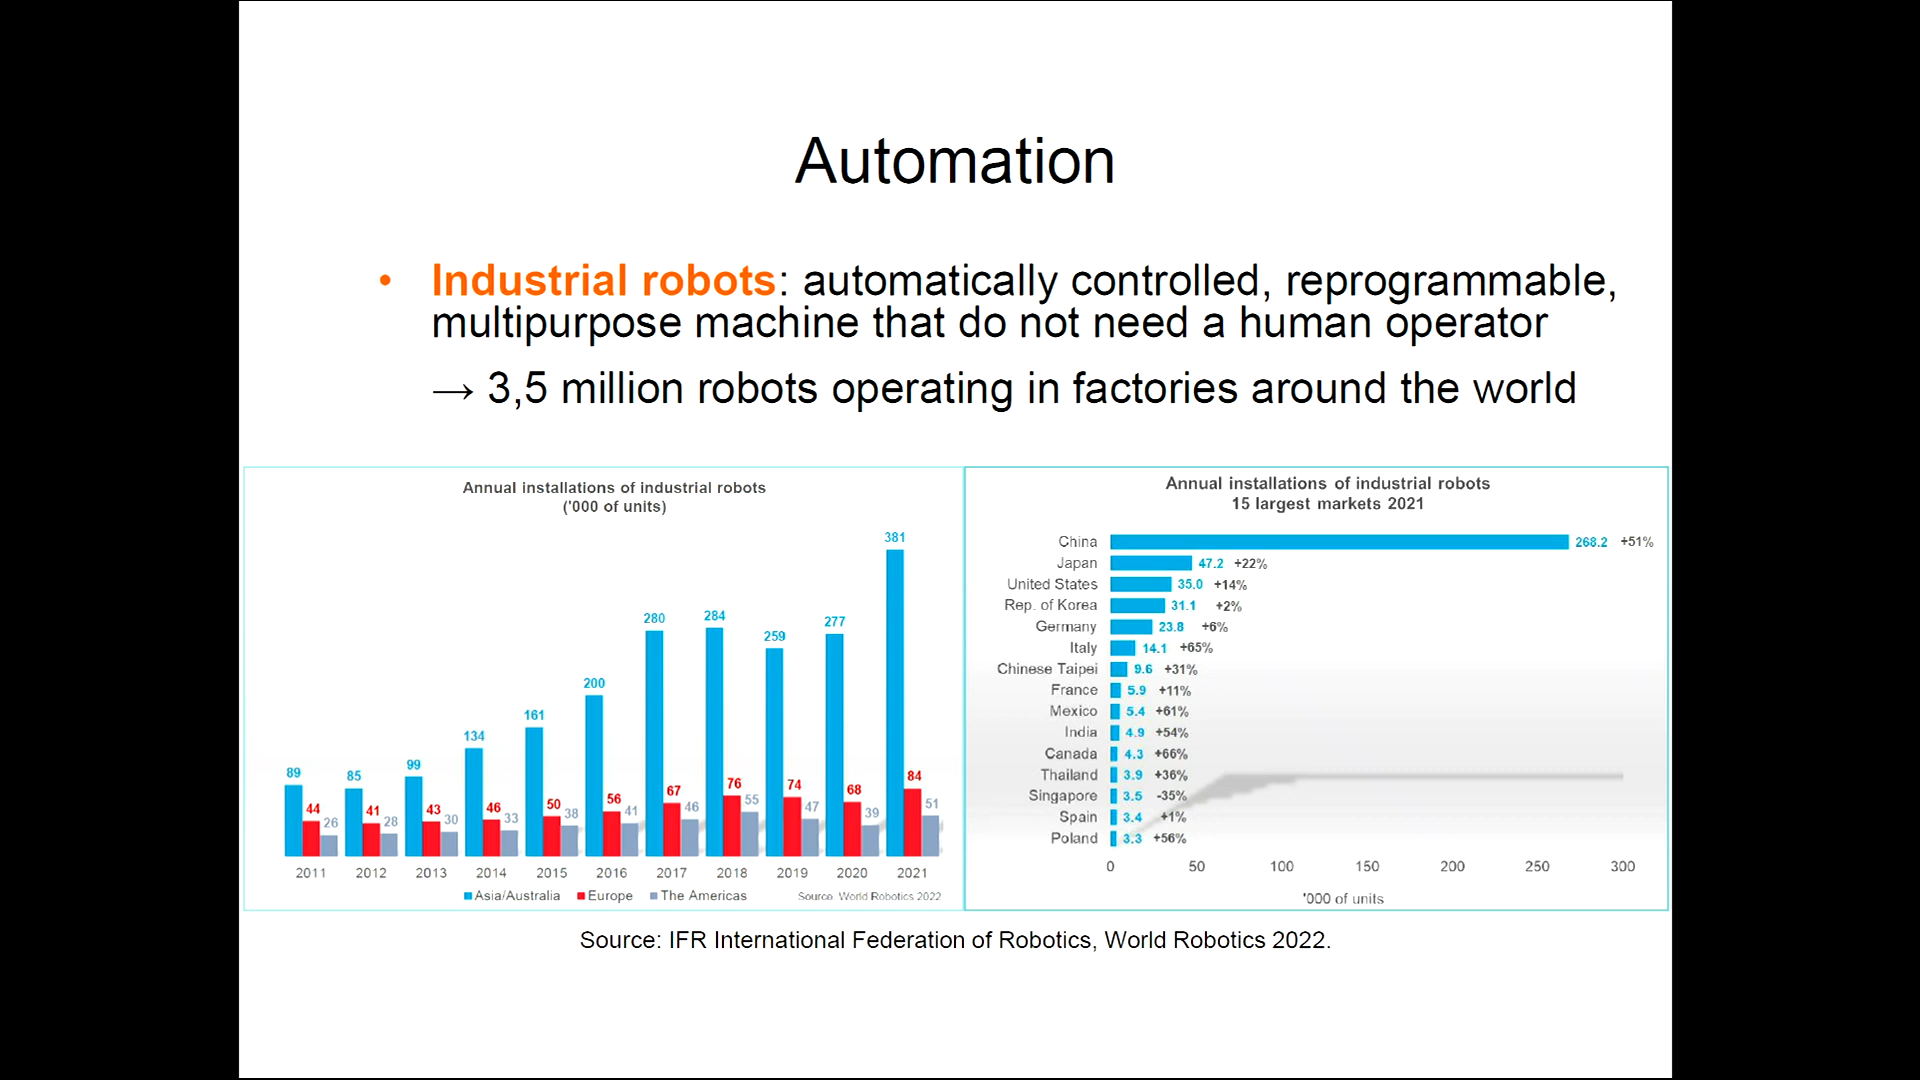 Automation
• Industrial robots: automatically controlled, reprogrammable,
multipurpose machine that do not need a human operator
→ 3,5 million robots operating in factories around the world
Annual installations of industrial robots
('000 of units)
89 44 26
85 41 28
99 43 30
134 46 33
161 50 38
200 56 41
280 67 46
284 76 55
259 74 47
277 68 39
381 84 51
2011 2012 2013 2014 2015 2016 2017 2018 2019 2020 2021
Asia/Australia Europe The Americas
Source: World Robotics 2022
Annual installations of industrial robots
15 largest markets 2021
China 268.2 +51%
Japan 47.2 +22%
United States 35.0 +14%
Rep. of Korea 31.1 +2%
Germany 23.8 +6%
Italy 14.1 +65%
Chinese Taipei 9.6 +31%
France 5.9 +11%
Mexico 5.4 +61%
India 4.9 +54%
Canada 4.3 +66%
Thailand 3.9 +36%
Singapore 3.5 -35%
Spain 3.4 +1%
Poland 3.3 +56%
0 50 100 150 200 250 300
'000 of units
Source: IFR International Federation of Robotics, World Robotics 2022.